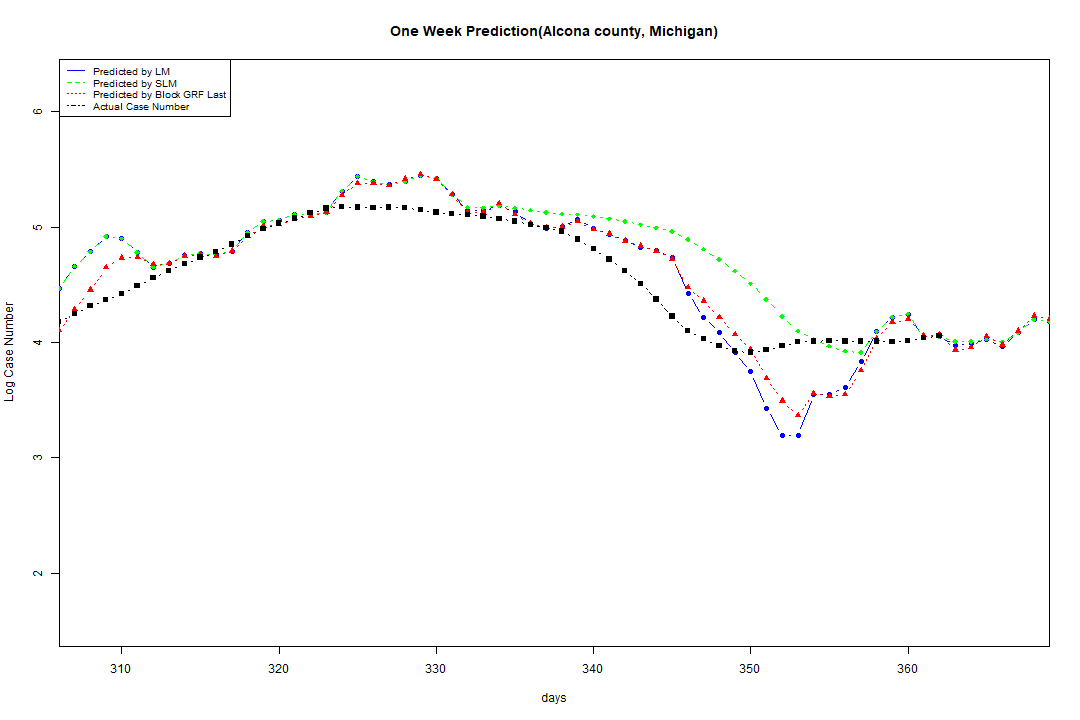 One Week Prediction(Alcona county, Michigan)
Predicted by LM
Predicted by SLM
Predicted by Block GRF Last
Actual Case Number
6
5
4
3
2
Log Case Number
310 320 330 340 350 360
days